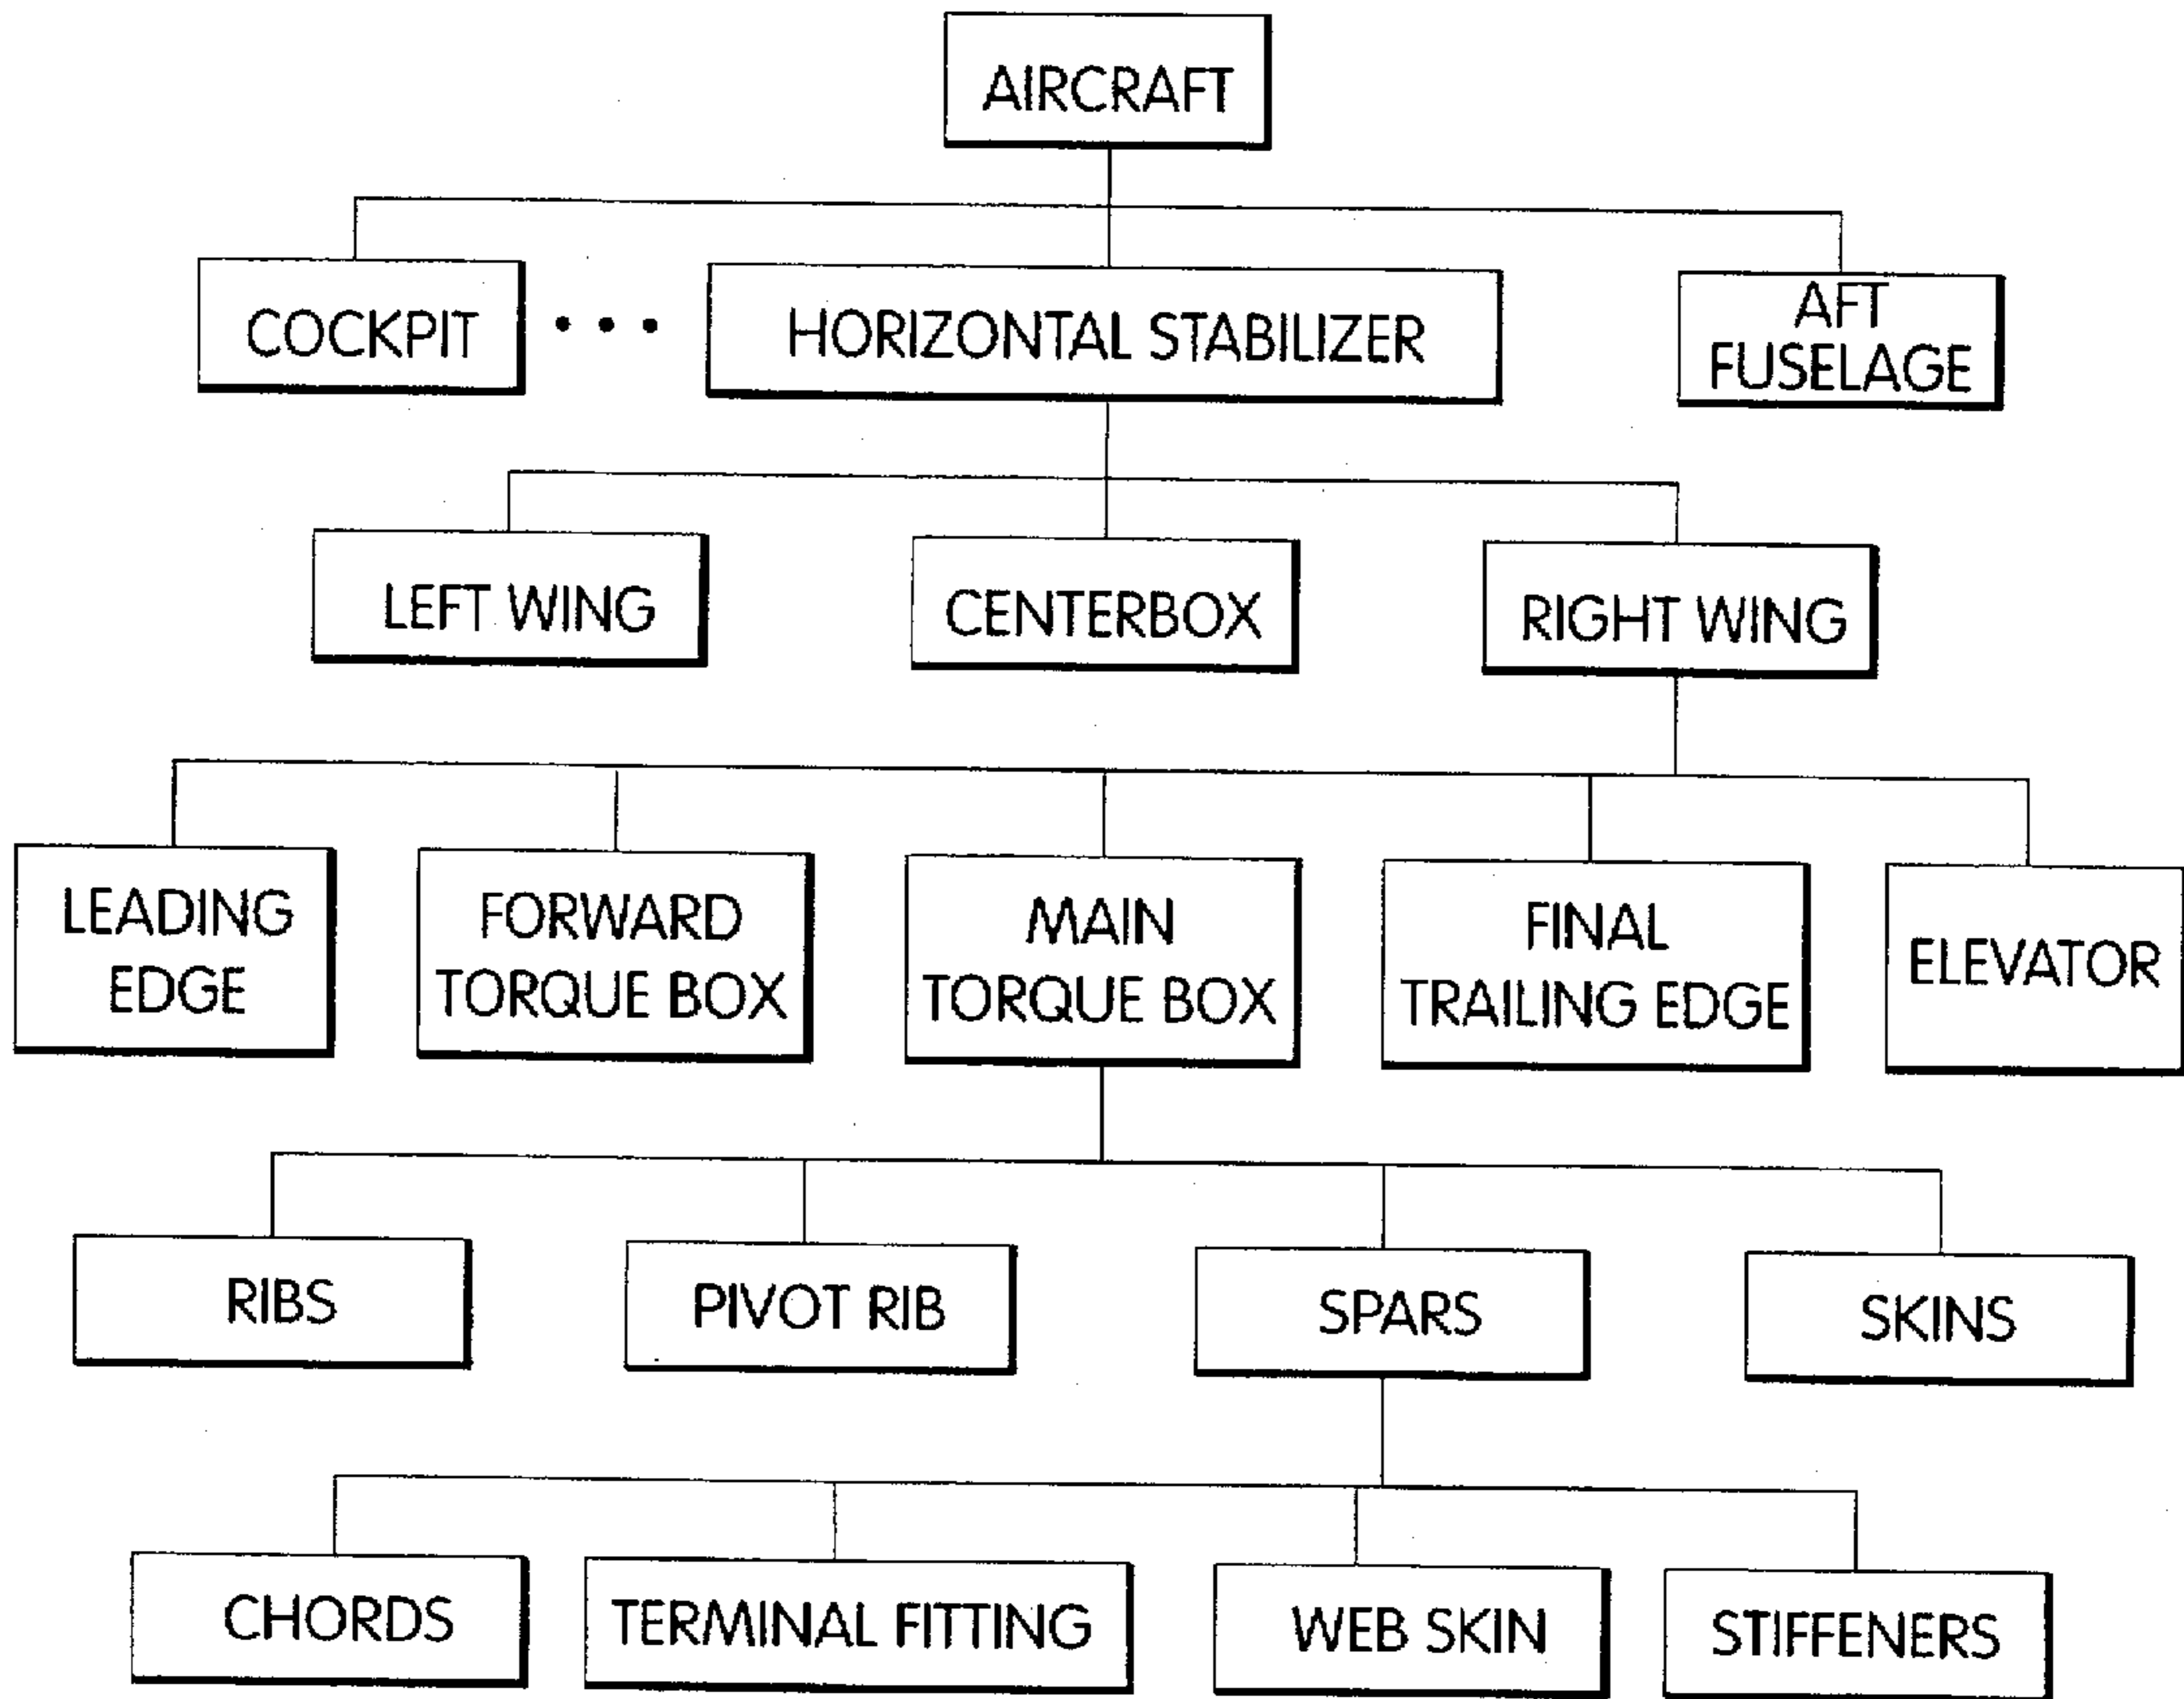 AIRCRAFT
COCKPIT
• • •
HORIZONTAL STABILIZER
AFT
FUSELAGE
LEFT WING
CENTERBOX
RIGHT WING
LEADING
EDGE
FORWARD
TORQUE BOX
MAIN
TORQUE BOX
FINAL
TRAILING EDGE
ELEVATOR
RIBS
PIVOT RIB
SPARS
SKINS
CHORDS
TERMINAL FITTING
WEB SKIN
STIFFENERS